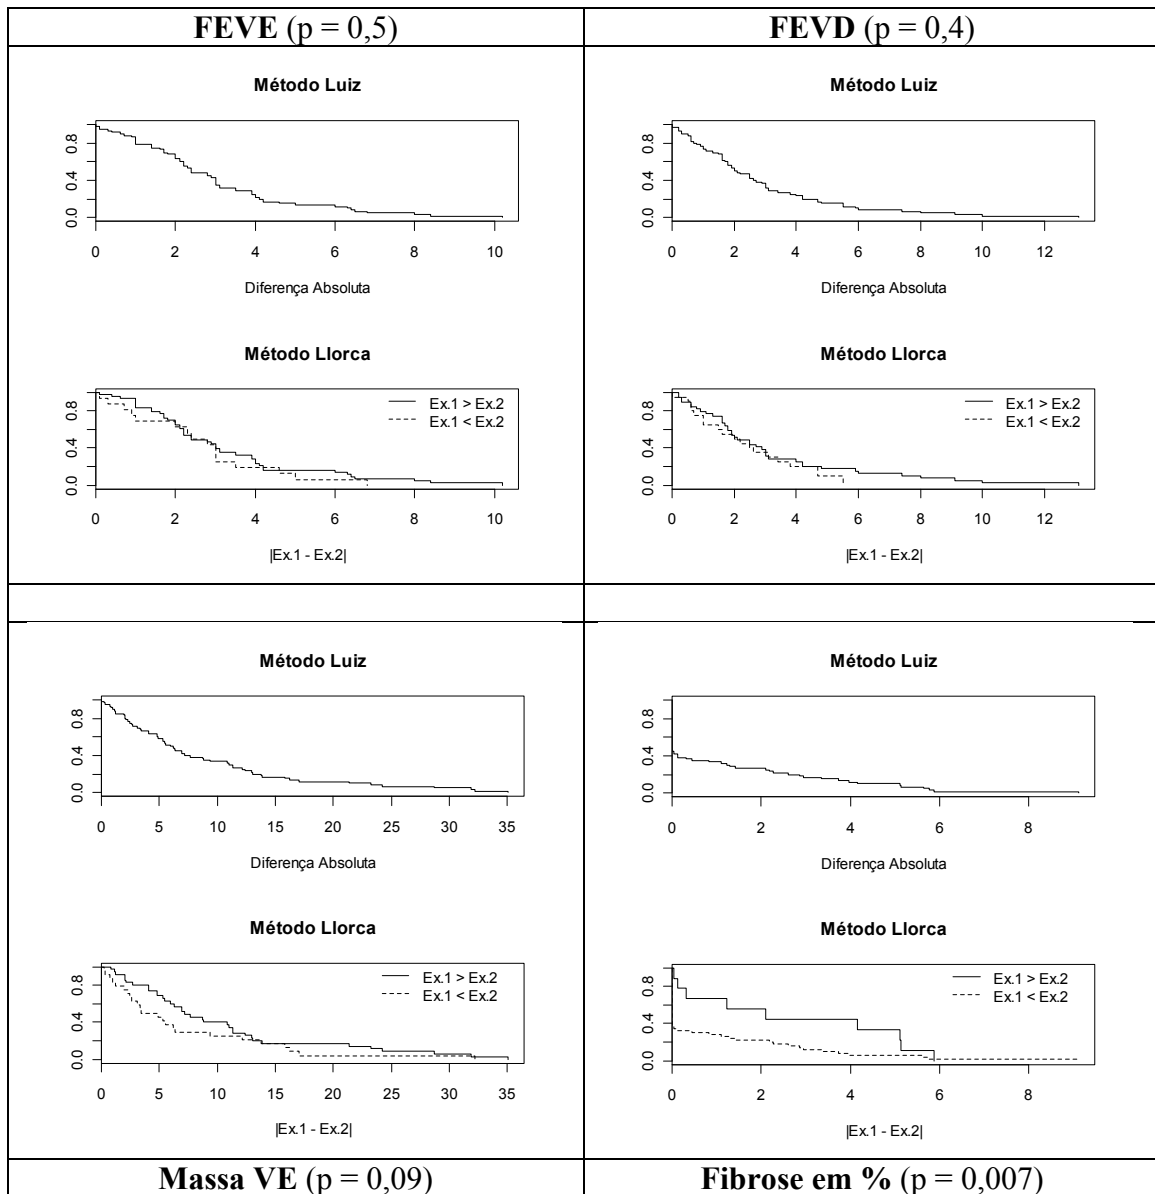 FEVE (p = 0,5)
FEVD (p = 0,4)
Método Luiz
0.0 0.4 0.8
0 2 4 6 8 10
Diferença Absoluta
Método Luiz
0.0 0.4 0.8
0 2 4 6 8 10 12
Diferença Absoluta
Método Llorca
Ex.1 > Ex.2
Ex.1 < Ex.2
0.0 0.4 0.8
0 2 4 6 8 10
|Ex.1 - Ex.2|
Método Llorca
Ex.1 > Ex.2
Ex.1 < Ex.2
0.0 0.4 0.8
0 2 4 6 8 10 12
|Ex.1 - Ex.2|
Método Luiz
0.0 0.4 0.8
0 5 10 15 20 25 30 35
Diferença Absoluta
Método Luiz
0.0 0.4 0.8
0 2 4 6 8
Diferença Absoluta
Método Llorca
Ex.1 > Ex.2
Ex.1 < Ex.2
0.0 0.4 0.8
0 5 10 15 20 25 30 35
|Ex.1 - Ex.2|
Método Llorca
Ex.1 > Ex.2
Ex.1 < Ex.2
0.0 0.4 0.8
0 2 4 6 8
|Ex.1 - Ex.2|
Massa VE (p = 0,09)
Fibrose em % (p = 0,007)